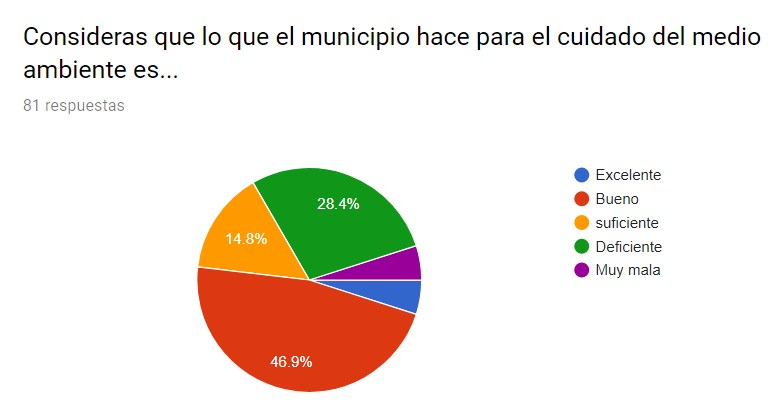 Consideras que lo que el municipio hace para el cuidado del medio
ambiente es...
81 respuestas
Excelente
Bueno
suficiente
Deficiente
Muy mala
28.4%
14.8%
46.9%